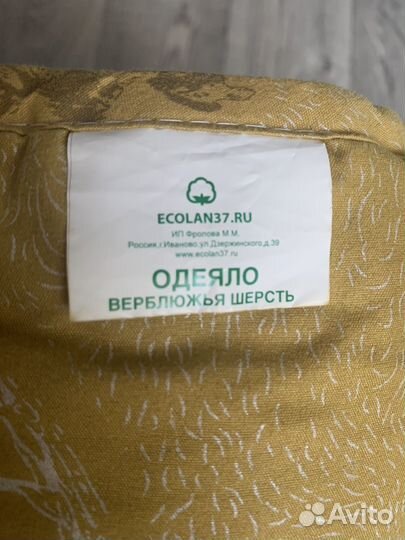 ECOLAN37.RU
ИП Фролова М.М.
Россия,г.Иваново,ул.Дзержинского,д.39
www.ecolan37.ru
ОДЕЯЛО
ВЕРБЛЮЖЬЯ ШЕРСТЬ
Avito